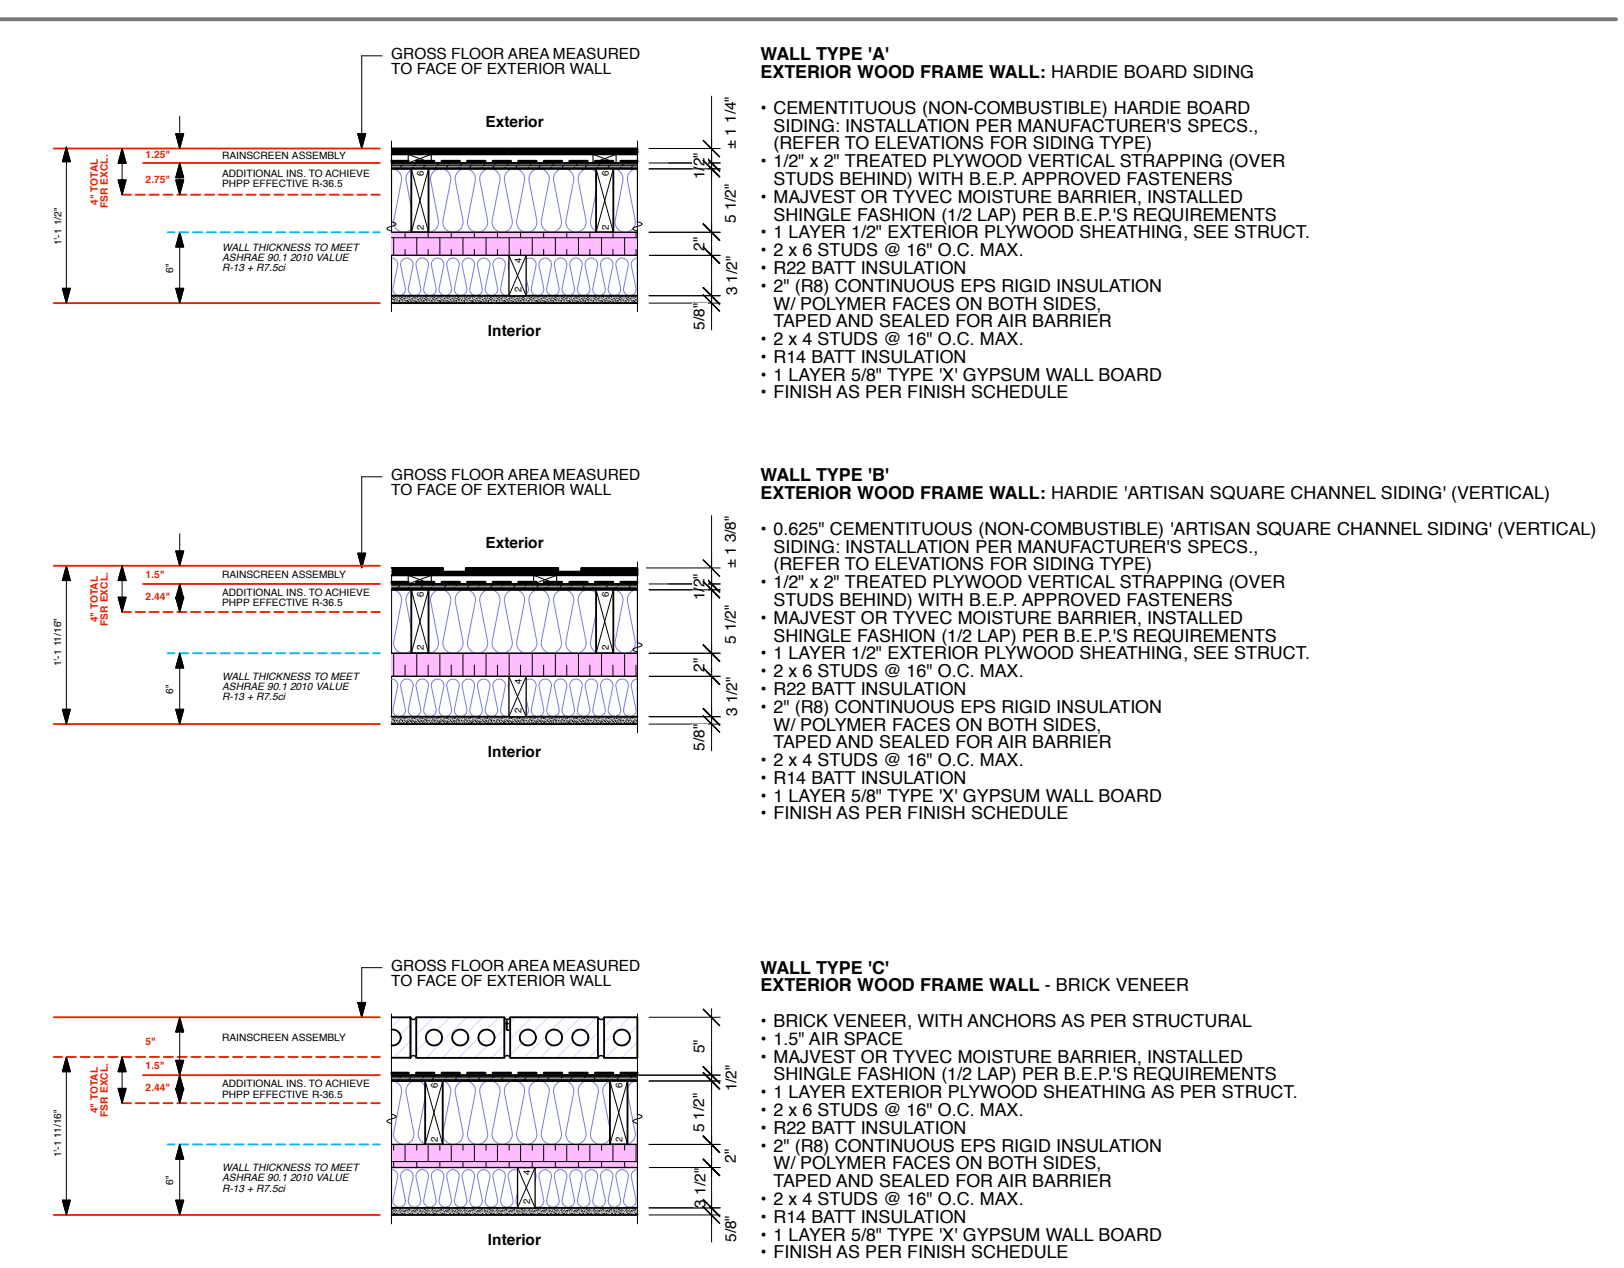 GROSS FLOOR AREA MEASURED
TO FACE OF EXTERIOR WALL
Exterior
1.25"
RAINSCREEN ASSEMBLY
2.75"
ADDITIONAL INS. TO ACHIEVE
PHPP EFFECTIVE R-36.5
4" TOTAL
FSR EXCL.
1'-1 1/2"
6"
WALL THICKNESS TO MEET
ASHRAE 90.1 2010 VALUE
R-13 + R7.5ci
2 6
2 6
2 4
± 1 1/4"
1/2"
5 1/2"
2"
3 1/2"
5/8"
Interior
WALL TYPE 'A'
EXTERIOR WOOD FRAME WALL: HARDIE BOARD SIDING
• CEMENTITUOUS (NON-COMBUSTIBLE) HARDIE BOARD
SIDING: INSTALLATION PER MANUFACTURER'S SPECS.,
(REFER TO ELEVATIONS FOR SIDING TYPE)
• 1/2" x 2" TREATED PLYWOOD VERTICAL STRAPPING (OVER
STUDS BEHIND) WITH B.E.P. APPROVED FASTENERS
• MAJVEST OR TYVEC MOISTURE BARRIER, INSTALLED
SHINGLE FASHION (1/2 LAP) PER B.E.P.'S REQUIREMENTS
• 1 LAYER 1/2" EXTERIOR PLYWOOD SHEATHING, SEE STRUCT.
• 2 x 6 STUDS @ 16" O.C. MAX.
• R22 BATT INSULATION
• 2" (R8) CONTINUOUS EPS RIGID INSULATION
W/ POLYMER FACES ON BOTH SIDES,
TAPED AND SEALED FOR AIR BARRIER
• 2 x 4 STUDS @ 16" O.C. MAX.
• R14 BATT INSULATION
• 1 LAYER 5/8" TYPE 'X' GYPSUM WALL BOARD
• FINISH AS PER FINISH SCHEDULE
GROSS FLOOR AREA MEASURED
TO FACE OF EXTERIOR WALL
Exterior
1.5"
RAINSCREEN ASSEMBLY
2.44"
ADDITIONAL INS. TO ACHIEVE
PHPP EFFECTIVE R-36.5
4" TOTAL
FSR EXCL.
1'-1 11/16"
6"
WALL THICKNESS TO MEET
ASHRAE 90.1 2010 VALUE
R-13 + R7.5ci
2 6
2 6
2 4
± 1 3/8"
1/2"
5 1/2"
2"
3 1/2"
5/8"
Interior
WALL TYPE 'B'
EXTERIOR WOOD FRAME WALL: HARDIE 'ARTISAN SQUARE CHANNEL SIDING' (VERTICAL)
• 0.625" CEMENTITUOUS (NON-COMBUSTIBLE) 'ARTISAN SQUARE CHANNEL SIDING' (VERTICAL)
SIDING: INSTALLATION PER MANUFACTURER'S SPECS.,
(REFER TO ELEVATIONS FOR SIDING TYPE)
• 1/2" x 2" TREATED PLYWOOD VERTICAL STRAPPING (OVER
STUDS BEHIND) WITH B.E.P. APPROVED FASTENERS
• MAJVEST OR TYVEC MOISTURE BARRIER, INSTALLED
SHINGLE FASHION (1/2 LAP) PER B.E.P.'S REQUIREMENTS
• 1 LAYER 1/2" EXTERIOR PLYWOOD SHEATHING, SEE STRUCT.
• 2 x 6 STUDS @ 16" O.C. MAX.
• R22 BATT INSULATION
• 2" (R8) CONTINUOUS EPS RIGID INSULATION
W/ POLYMER FACES ON BOTH SIDES,
TAPED AND SEALED FOR AIR BARRIER
• 2 x 4 STUDS @ 16" O.C. MAX.
• R14 BATT INSULATION
• 1 LAYER 5/8" TYPE 'X' GYPSUM WALL BOARD
• FINISH AS PER FINISH SCHEDULE
GROSS FLOOR AREA MEASURED
TO FACE OF EXTERIOR WALL
5"
RAINSCREEN ASSEMBLY
1.5"
2.44"
ADDITIONAL INS. TO ACHIEVE
PHPP EFFECTIVE R-36.5
4" TOTAL
FSR EXCL.
1'-1 11/16"
6"
WALL THICKNESS TO MEET
ASHRAE 90.1 2010 VALUE
R-13 + R7.5ci
2 6
2 6
2 4
5"
1/2"
5 1/2"
2"
3 1/2"
5/8"
Interior
WALL TYPE 'C'
EXTERIOR WOOD FRAME WALL - BRICK VENEER
• BRICK VENEER, WITH ANCHORS AS PER STRUCTURAL
• 1.5" AIR SPACE
• MAJVEST OR TYVEC MOISTURE BARRIER, INSTALLED
SHINGLE FASHION (1/2 LAP) PER B.E.P.'S REQUIREMENTS
• 1 LAYER EXTERIOR PLYWOOD SHEATHING AS PER STRUCT.
• 2 x 6 STUDS @ 16" O.C. MAX.
• R22 BATT INSULATION
• 2" (R8) CONTINUOUS EPS RIGID INSULATION
W/ POLYMER FACES ON BOTH SIDES,
TAPED AND SEALED FOR AIR BARRIER
• 2 x 4 STUDS @ 16" O.C. MAX.
• R14 BATT INSULATION
• 1 LAYER 5/8" TYPE 'X' GYPSUM WALL BOARD
• FINISH AS PER FINISH SCHEDULE